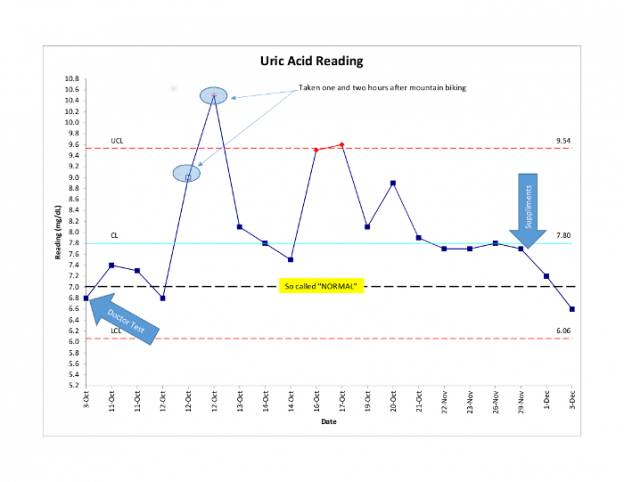 Uric Acid Reading
10.8
10.6
10.4
10.2
10.0
9.8
9.6
9.4
9.2
9.0
8.8
8.6
8.4
8.2
8.0
7.8
7.6
7.4
7.2
7.0
6.8
6.6
6.4
6.2
6.0
5.8
5.6
5.4
5.2
Reading (mg/dL)
Taken one and two hours after mountain biking
UCL
9.54
Suppliments
CL
7.80
So called "NORMAL"
Doctor Test
LCL
6.06
8-Oct
11-Oct
11-Oct
12-Oct
12-Oct
12-Oct
13-Oct
14-Oct
14 Oct
16-Oct
17-Oct
19-Oct
20-Oct
21-Oct
22-Nov
23-Nov
26-Nov
29-Nov
1-Dec
3-Dec
Date